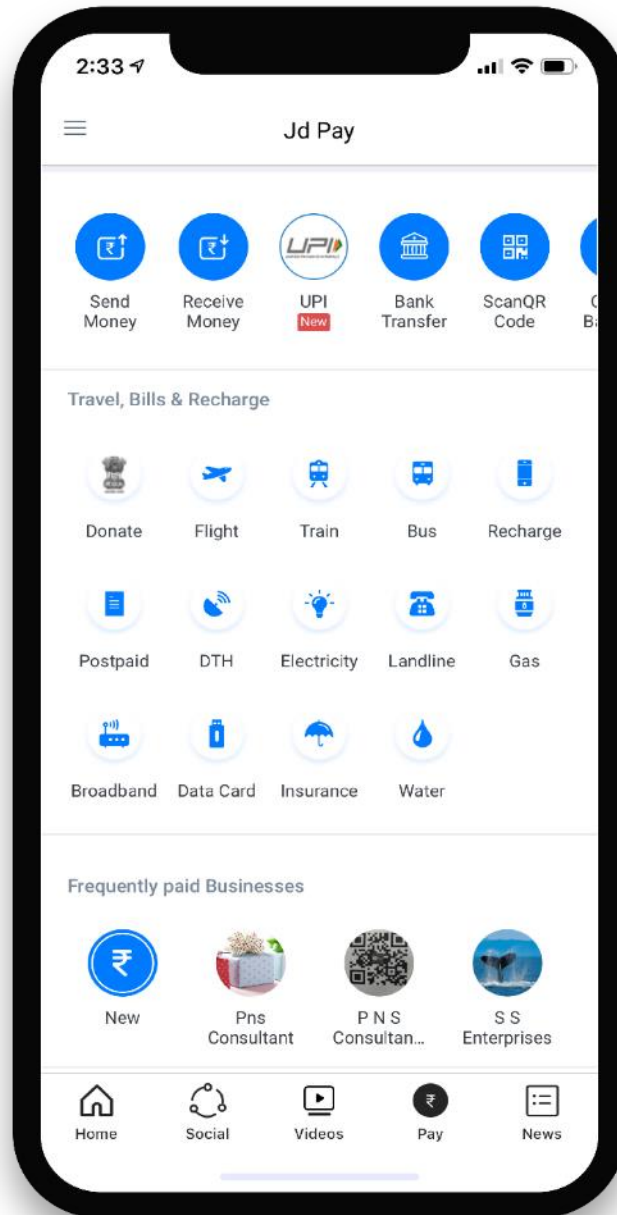 2:33
Jd Pay
Send
Money
Receive
Money
UPI
UPI
New
Bank
Transfer
ScanQR
Code
Travel, Bills & Recharge
Donate
Flight
Train
Bus
Recharge
Postpaid
DTH
Electricity
Landline
Gas
Broadband
Data Card
Insurance
Water
Frequently paid Businesses
₹
New
Pns
Consultant
P N S
Consultan...
S S
Enterprises
Home
Social
Videos
₹
Pay
News